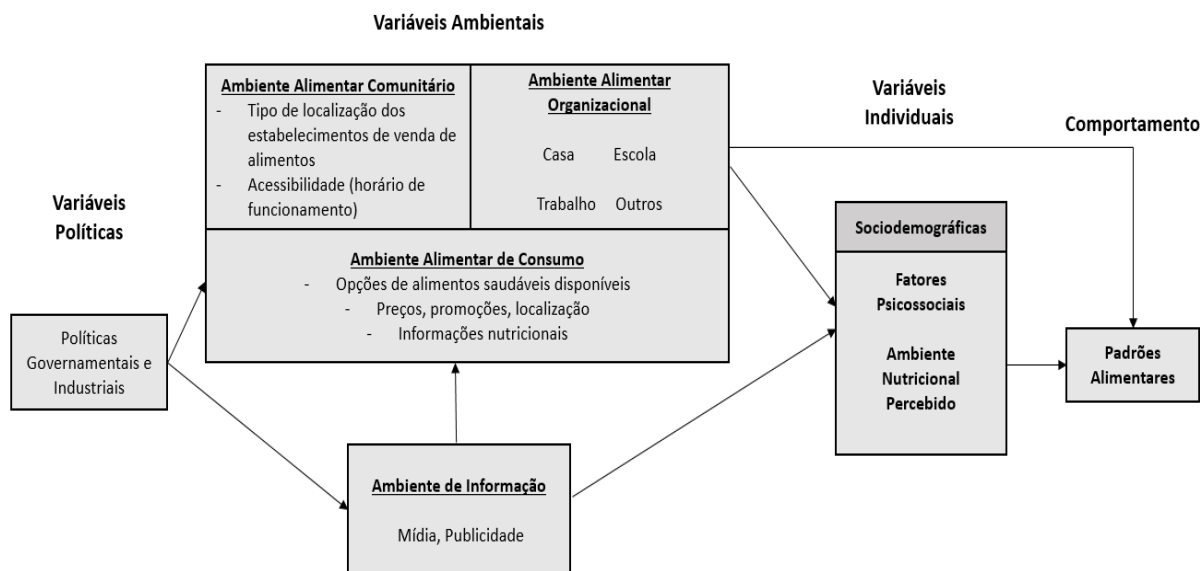 Variáveis Ambientais
Ambiente Alimentar Comunitário
- Tipo de localização dos
estabelecimentos de venda de
alimentos
- Acessibilidade (horário de
funcionamento)
Ambiente Alimentar
Organizacional
Casa Escola
Trabalho Outros
Ambiente Alimentar de Consumo
- Opções de alimentos saudáveis disponíveis
- Preços, promoções, localização
- Informações nutricionais
Variáveis
Políticas
Políticas
Governamentais e
Industriais
Ambiente de Informação
Mídia, Publicidade
Variáveis
Individuais
Sociodemográficas
Fatores
Psicossociais
Ambiente
Nutricional
Percebido
Comportamento
Padrões
Alimentares